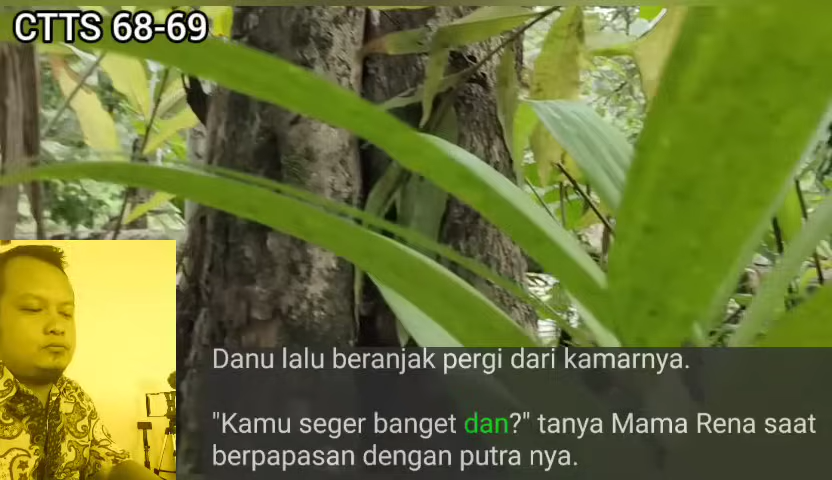 CTTS 68-69
Danu lalu beranjak pergi dari kamarnya.
"Kamu seger banget dan?" tanya Mama Rena saat
berpapasan dengan putra nya.